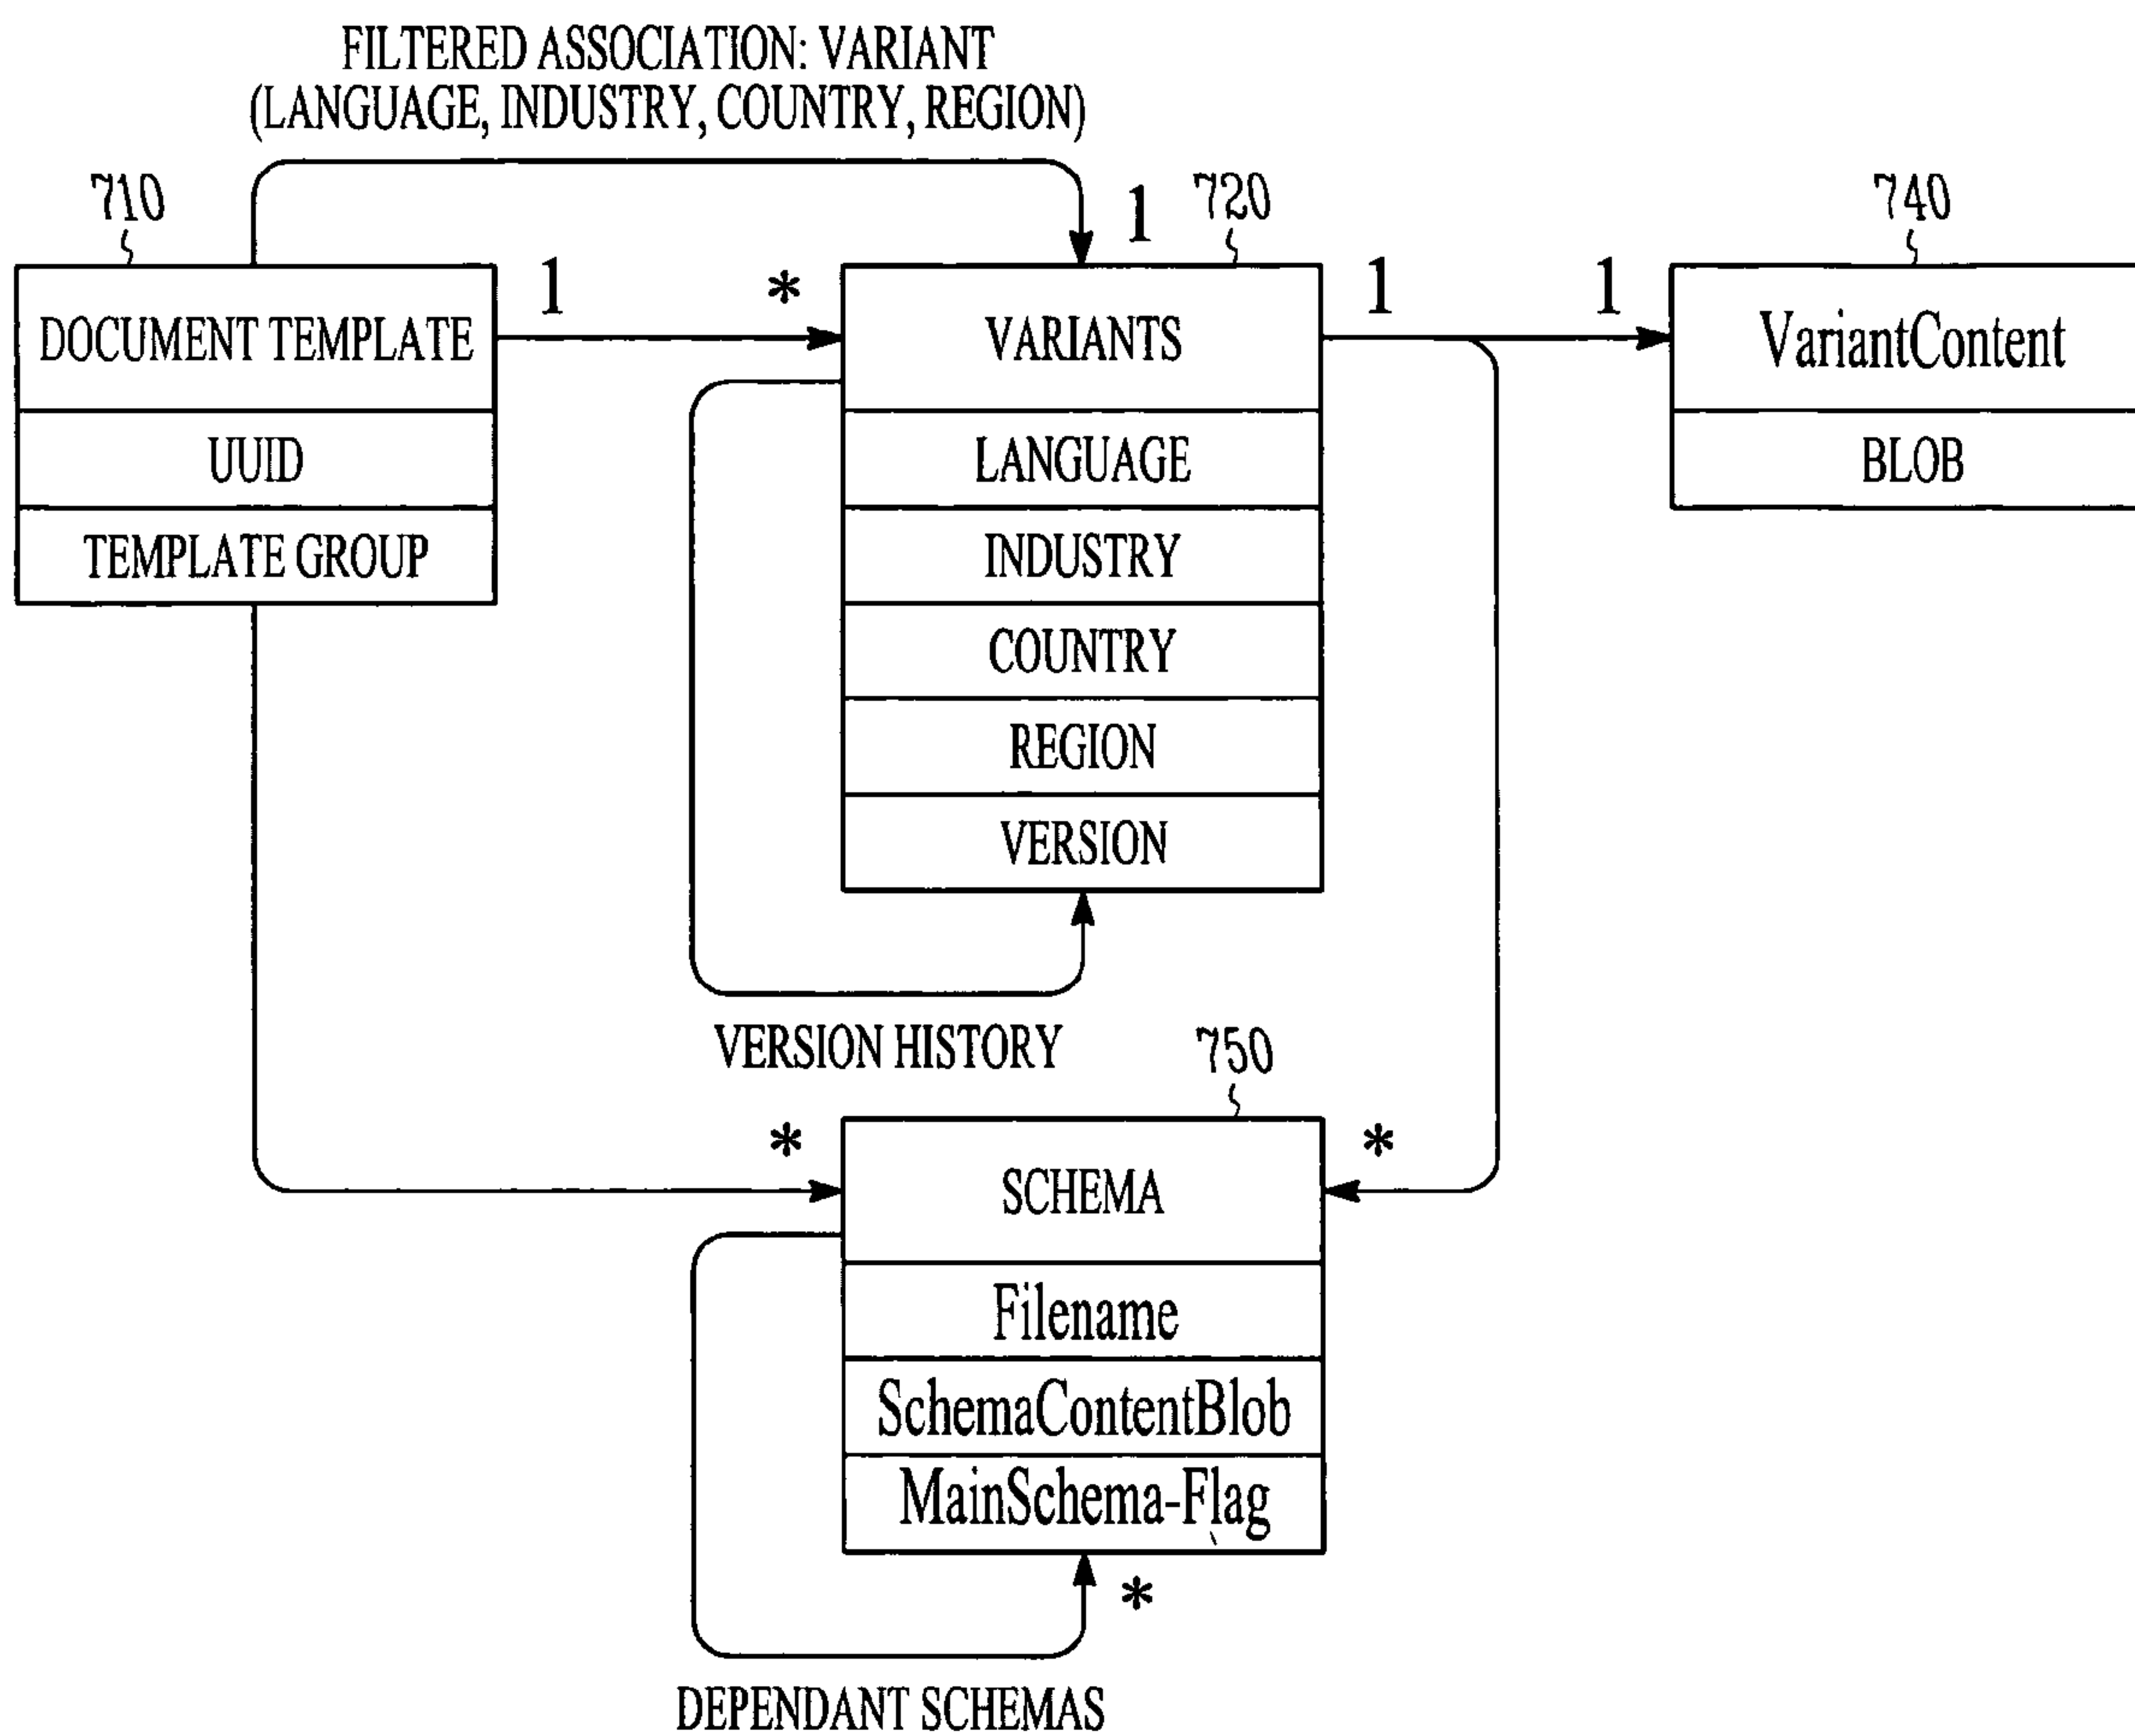 FILTERED ASSOCIATION: VARIANT
(LANGUAGE, INDUSTRY, COUNTRY, REGION)
710
1
720
740
1
*
1
1
DOCUMENT TEMPLATE
VARIANTS
VariantContent
UUID
LANGUAGE
BLOB
TEMPLATE GROUP
INDUSTRY
COUNTRY
REGION
VERSION
VERSION HISTORY
750
*
*
SCHEMA
Filename
SchemaContentBlob
MainSchema-Flag
*
DEPENDANT SCHEMAS